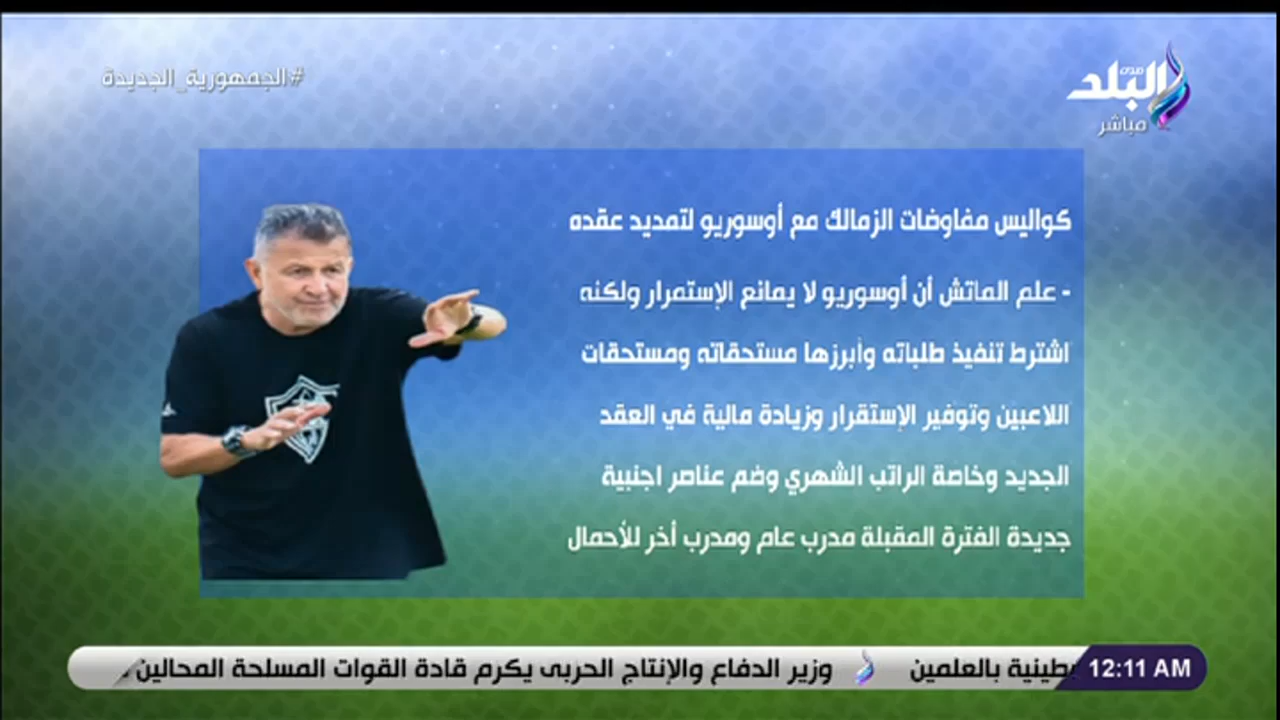 #الجمهورية_الجديدة
صدى البلد
مباشر
كواليس مفاوضات الزمالك مع أوسوريو لتمديد عقده
- علم الماتش أن أوسوريو لا يمانع الإستمرار ولكنه
اشترط تنفيذ طلباته وأبرزها مستحقاته ومستحقات
اللاعبين وتوفير الإستقرار وزيادة مالية في العقد
الجديد وخاصة الراتب الشهري وضم عناصر اجنبية
جديدة الفترة المقبلة مدرب عام ومدرب أخر للأحمال
12:11 AM
بالعلمين وزير الدفاع والإنتاج الحربى يكرم قادة القوات المسلحة المحالين